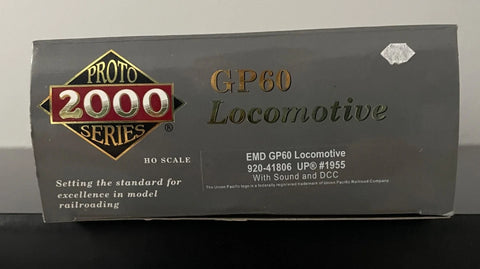 PROTO
2000
SERIES®
HO SCALE
Setting the standard for
excellence in model
railroading
GP60
Locomotive
EMD GP60 Locomotive
920-41806 UP® #1955
With Sound and DCC
The Union Pacific logo is a federally registered trademark of Union Pacific Railroad Company